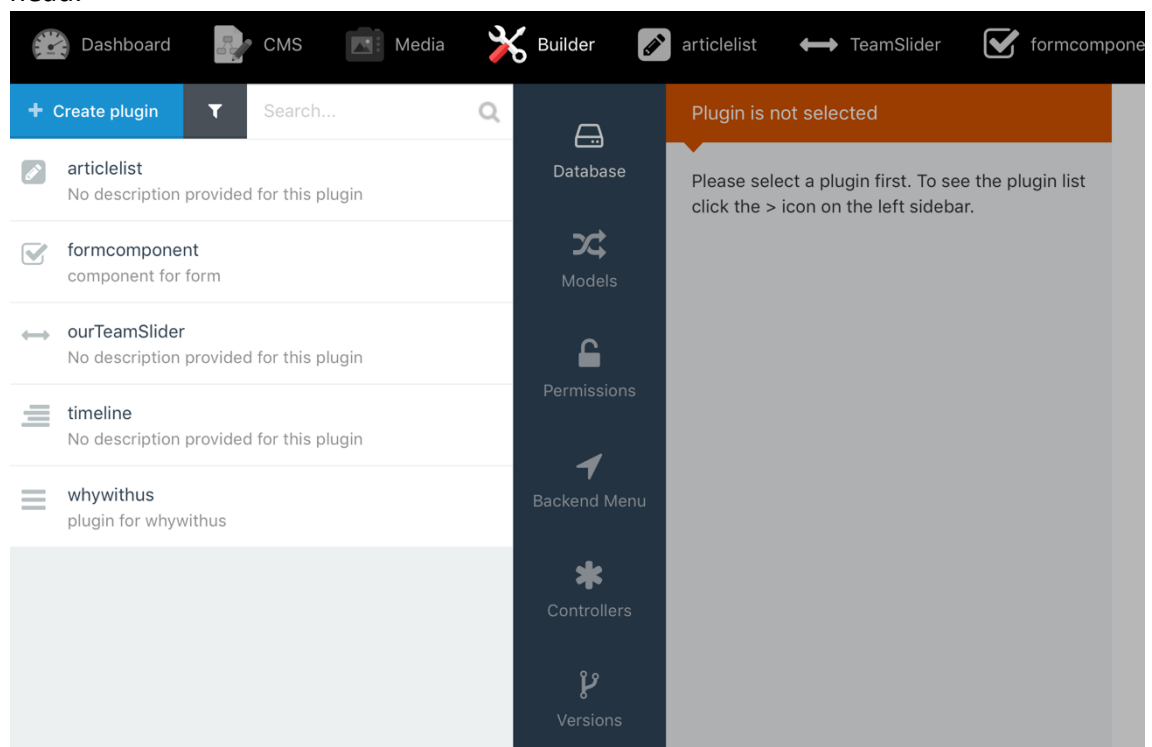 Dashboard CMS Media Builder articlelist TeamSlider formcompone
+ Create plugin Search...
articlelist
No description provided for this plugin
formcomponent
component for form
ourTeamSlider
No description provided for this plugin
timeline
No description provided for this plugin
whywithus
plugin for whywithus
Database
Models
Permissions
Backend Menu
Controllers
Versions
Plugin is not selected
Please select a plugin first. To see the plugin list
click the > icon on the left sidebar.